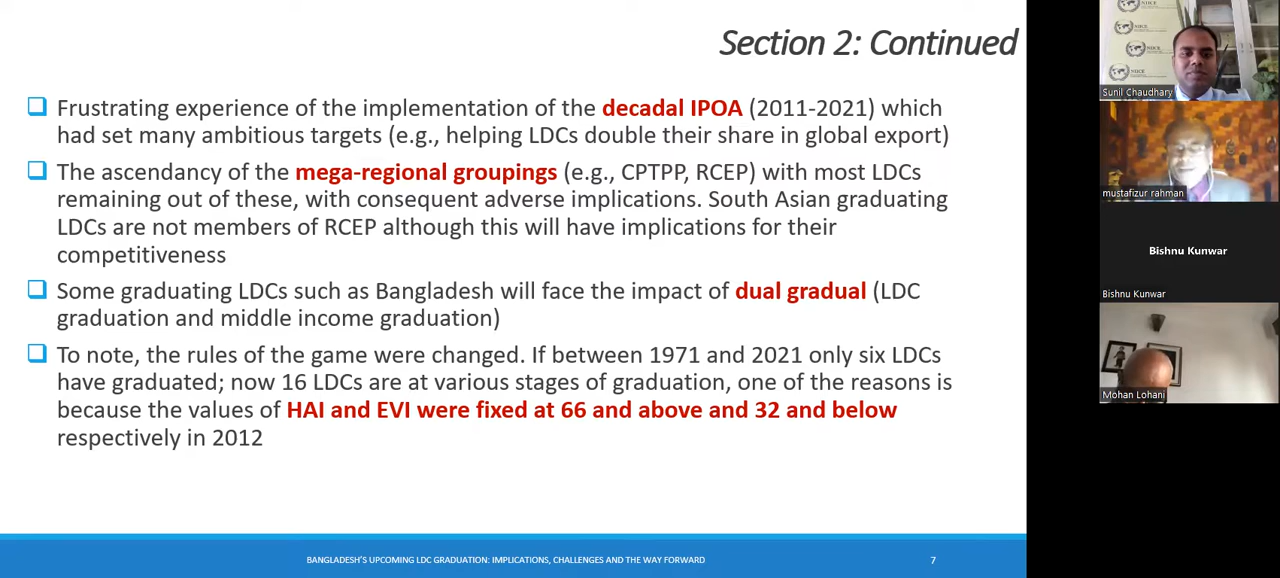 Section 2: Continued
Frustrating experience of the implementation of the decadal IPOA (2011-2021) which
had set many ambitious targets (e.g., helping LDCs double their share in global export)
The ascendancy of the mega-regional groupings (e.g., CPTPP, RCEP) with most LDCs
remaining out of these, with consequent adverse implications. South Asian graduating
LDCs are not members of RCEP although this will have implications for their
competitiveness
Some graduating LDCs such as Bangladesh will face the impact of dual gradual (LDC
graduation and middle income graduation)
To note, the rules of the game were changed. If between 1971 and 2021 only six LDCs
have graduated; now 16 LDCs are at various stages of graduation, one of the reasons is
because the values of HAI and EVI were fixed at 66 and above and 32 and below
respectively in 2012
BANGLADESH'S UPCOMING LDC GRADUATION: IMPLICATIONS, CHALLENGES AND THE WAY FORWARD
7
Sunil Chaudhary
mustafizur rahman
Bishnu Kunwar
Bishnu Kunwar
Mohan Lohani